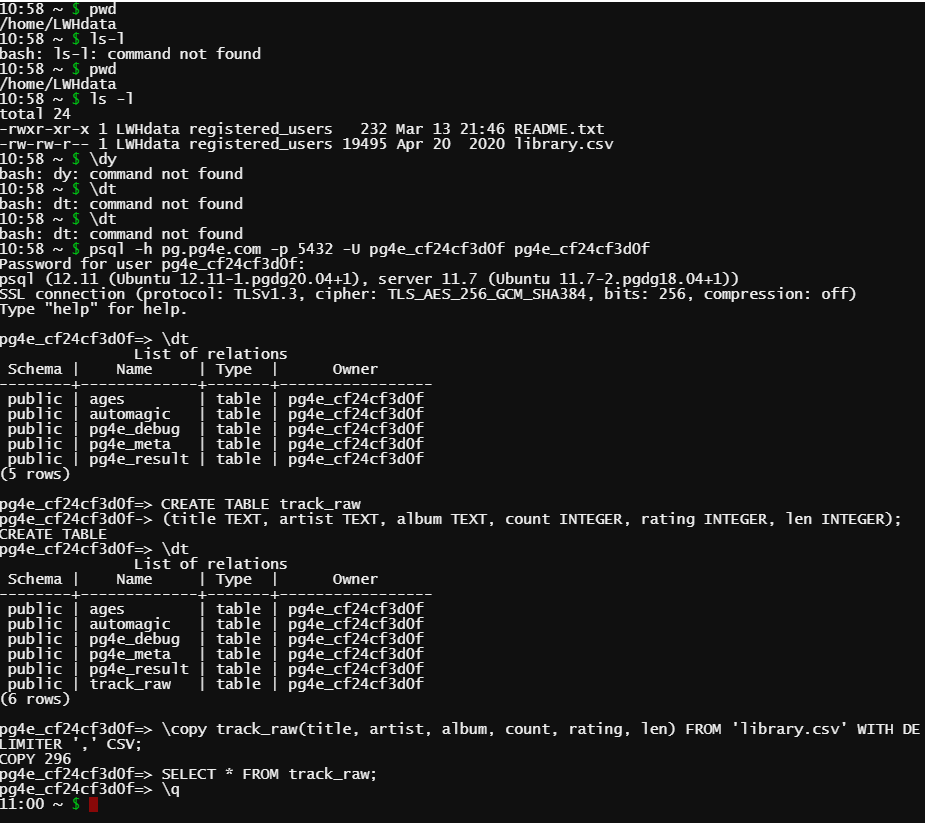 10:58 ~ $ pwd
/home/LWHdata
10:58 ~ $ ls-l
bash: ls-l: command not found
10:58 ~ $ pwd
/home/LWHdata
10:58 ~ $ ls -l
total 24
-rwxr-xr-x 1 LWHdata registered_users   232 Mar 13 21:46 README.txt
-rw-rw-r-- 1 LWHdata registered_users 19495 Apr 20  2020 library.csv
10:58 ~ $ \dy
bash: dy: command not found
10:58 ~ $ \dt
bash: dt: command not found
10:58 ~ $ \dt
bash: dt: command not found
10:58 ~ $ psql -h pg.pg4e.com -p 5432 -U pg4e_cf24cf3d0f pg4e_cf24cf3d0f
Password for user pg4e_cf24cf3d0f:
psql (12.11 (Ubuntu 12.11-1.pgdg20.04+1), server 11.7 (Ubuntu 11.7-2.pgdg18.04+1))
SSL connection (protocol: TLSv1.3, cipher: TLS_AES_256_GCM_SHA384, bits: 256, compression: off)
Type "help" for help.
pg4e_cf24cf3d0f=> \dt
               List of relations
 Schema |    Name     | Type  |      Owner
--------+-------------+-------+-----------------
 public | ages        | table | pg4e_cf24cf3d0f
 public | automagic   | table | pg4e_cf24cf3d0f
 public | pg4e_debug  | table | pg4e_cf24cf3d0f
 public | pg4e_meta   | table | pg4e_cf24cf3d0f
 public | pg4e_result | table | pg4e_cf24cf3d0f
(5 rows)
pg4e_cf24cf3d0f=> CREATE TABLE track_raw
pg4e_cf24cf3d0f-> (title TEXT, artist TEXT, album TEXT, count INTEGER, rating INTEGER, len INTEGER);
CREATE TABLE
pg4e_cf24cf3d0f=> \dt
               List of relations
 Schema |    Name     | Type  |      Owner
--------+-------------+-------+-----------------
 public | ages        | table | pg4e_cf24cf3d0f
 public | automagic   | table | pg4e_cf24cf3d0f
 public | pg4e_debug  | table | pg4e_cf24cf3d0f
 public | pg4e_meta   | table | pg4e_cf24cf3d0f
 public | pg4e_result | table | pg4e_cf24cf3d0f
 public | track_raw   | table | pg4e_cf24cf3d0f
(6 rows)
pg4e_cf24cf3d0f=> \copy track_raw(title, artist, album, count, rating, len) FROM 'library.csv' WITH DE
LIMITER ',' CSV;
COPY 296
pg4e_cf24cf3d0f=> SELECT * FROM track_raw;
pg4e_cf24cf3d0f=> \q
11:00 ~ $